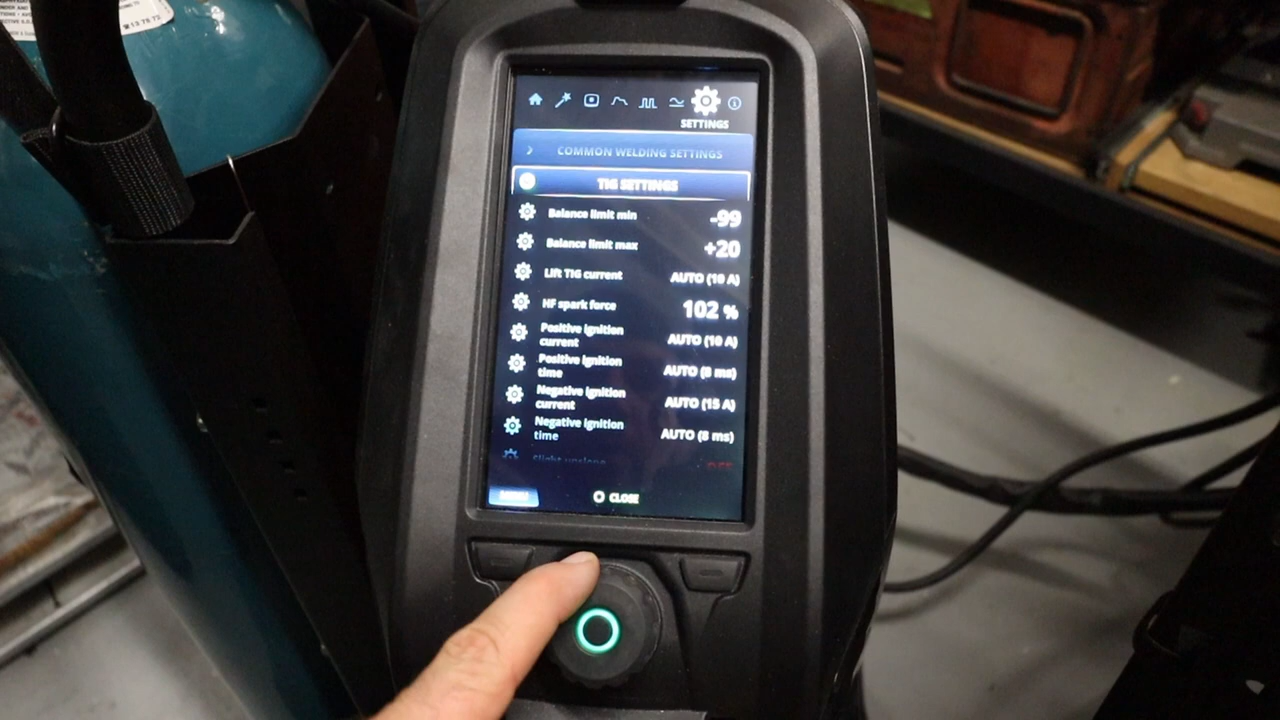 SETTINGS
COMMON WELDING SETTINGS
TIG SETTINGS
Balance limit min -99
Balance limit max +20
Lift TIG current AUTO (10 A)
HF spark force 102 %
Positive ignition
current AUTO (10 A)
Positive ignition
time AUTO (8 ms)
Negative ignition
current AUTO (15 A)
Negative ignition
time AUTO (8 ms)
OFF
MENU
CLOSE